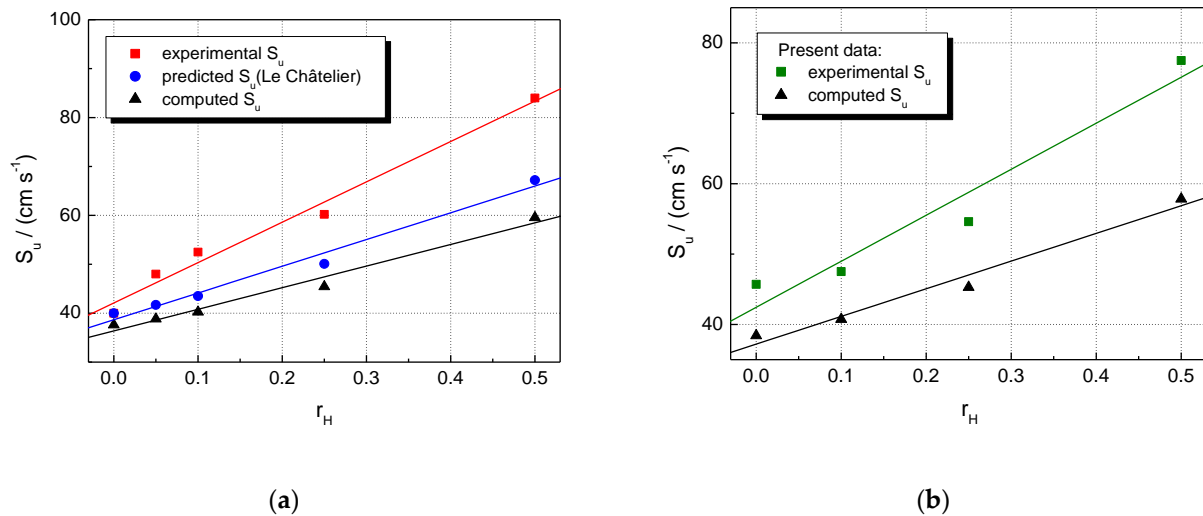 100
80
60
40
experimental S_u
predicted S_u(Le Châtelier)
computed S_u
S_u / (cm s⁻¹)
0.0 0.1 0.2 0.3 0.4 0.5
r_H
(a)
80
60
40
Present data:
experimental S_u
computed S_u
S_u / (cm s⁻¹)
0.0 0.1 0.2 0.3 0.4 0.5
r_H
(b)